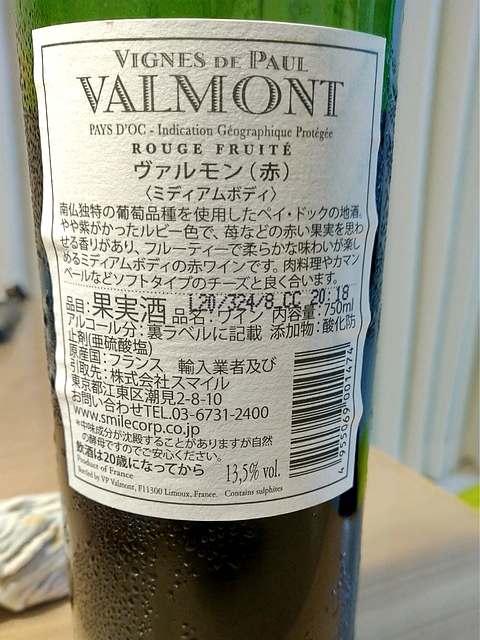 VIGNES DE PAUL
VALMONT
PAYS D'OC - Indication Géographique Protégée
ROUGE FRUITÉ
ヴァルモン(赤)
〈ミディアムボディ〉
南仏独特の葡萄品種を使用したペイ・ドックの地酒。
やや紫がかったルビー色で、苺などの赤い果実を思わ
せる香りがあり、フルーティーで柔らかな味わいが楽し
めるミディアムボディの赤ワインです。肉料理やカマン
ベールなどソフトタイプのチーズと良く合います。
L20/324/8 CC 20:18
品目:果実酒 品名:ワイン 内容量:750ml
アルコール分:裏ラベルに記載 添加物:酸化防
止剤(亜硫酸塩)
原産国:フランス 輸入業者及び
引取先:株式会社スマイル
東京都江東区潮見2-8-10
お問い合わせTEL.03-6731-2400
www.smilecorp.co.jp
*中味成分が沈殿することがありますが自然
の酵母ですのでご安心ください。
飲酒は20歳になってから 13,5% vol.
Product of France
Bottled by VP Valmont, F11300 Limoux, France. Contains sulphites
4 955069 001474